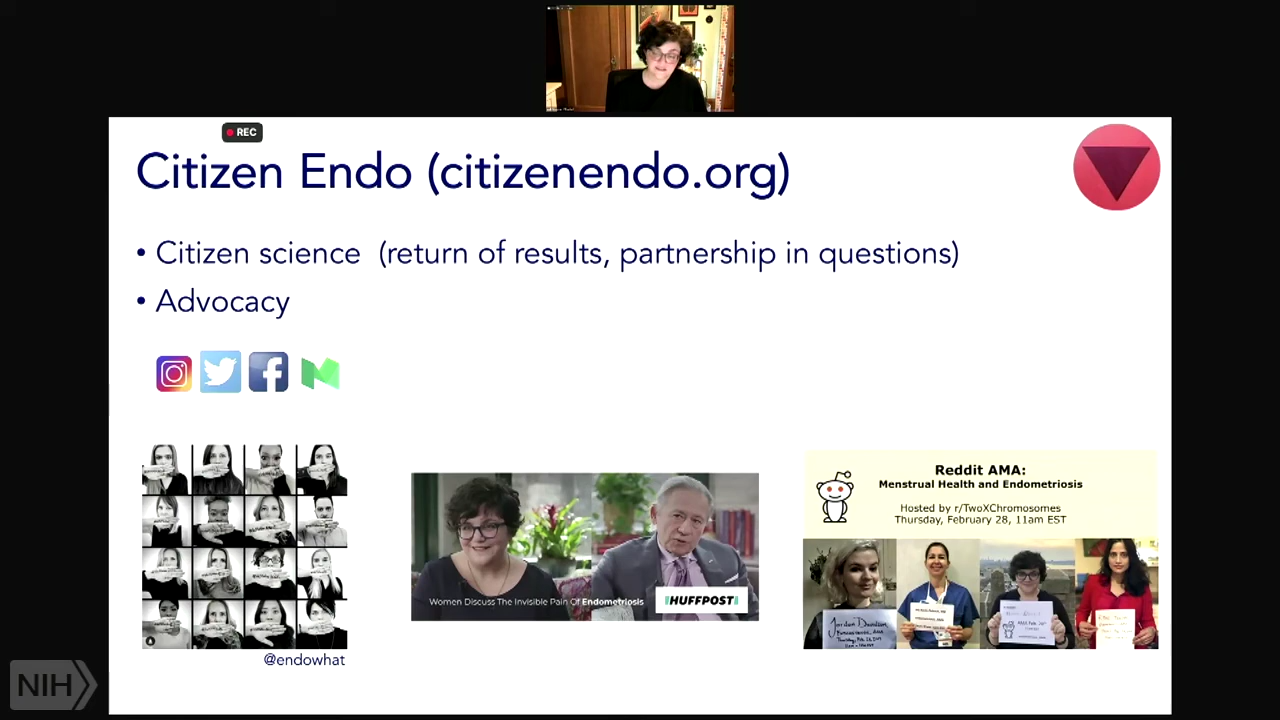 REC
Citizen Endo (citizenendo.org)
• Citizen science (return of results, partnership in questions)
• Advocacy
@endowhat
Women Discuss The Invisible Pain Of Endometriosis
HUFFPOST
Reddit AMA:
Menstrual Health and Endometriosis
Hosted by r/TwoXChromosomes
Thursday, February 28, 11am EST
Jordan Davidson
NIH